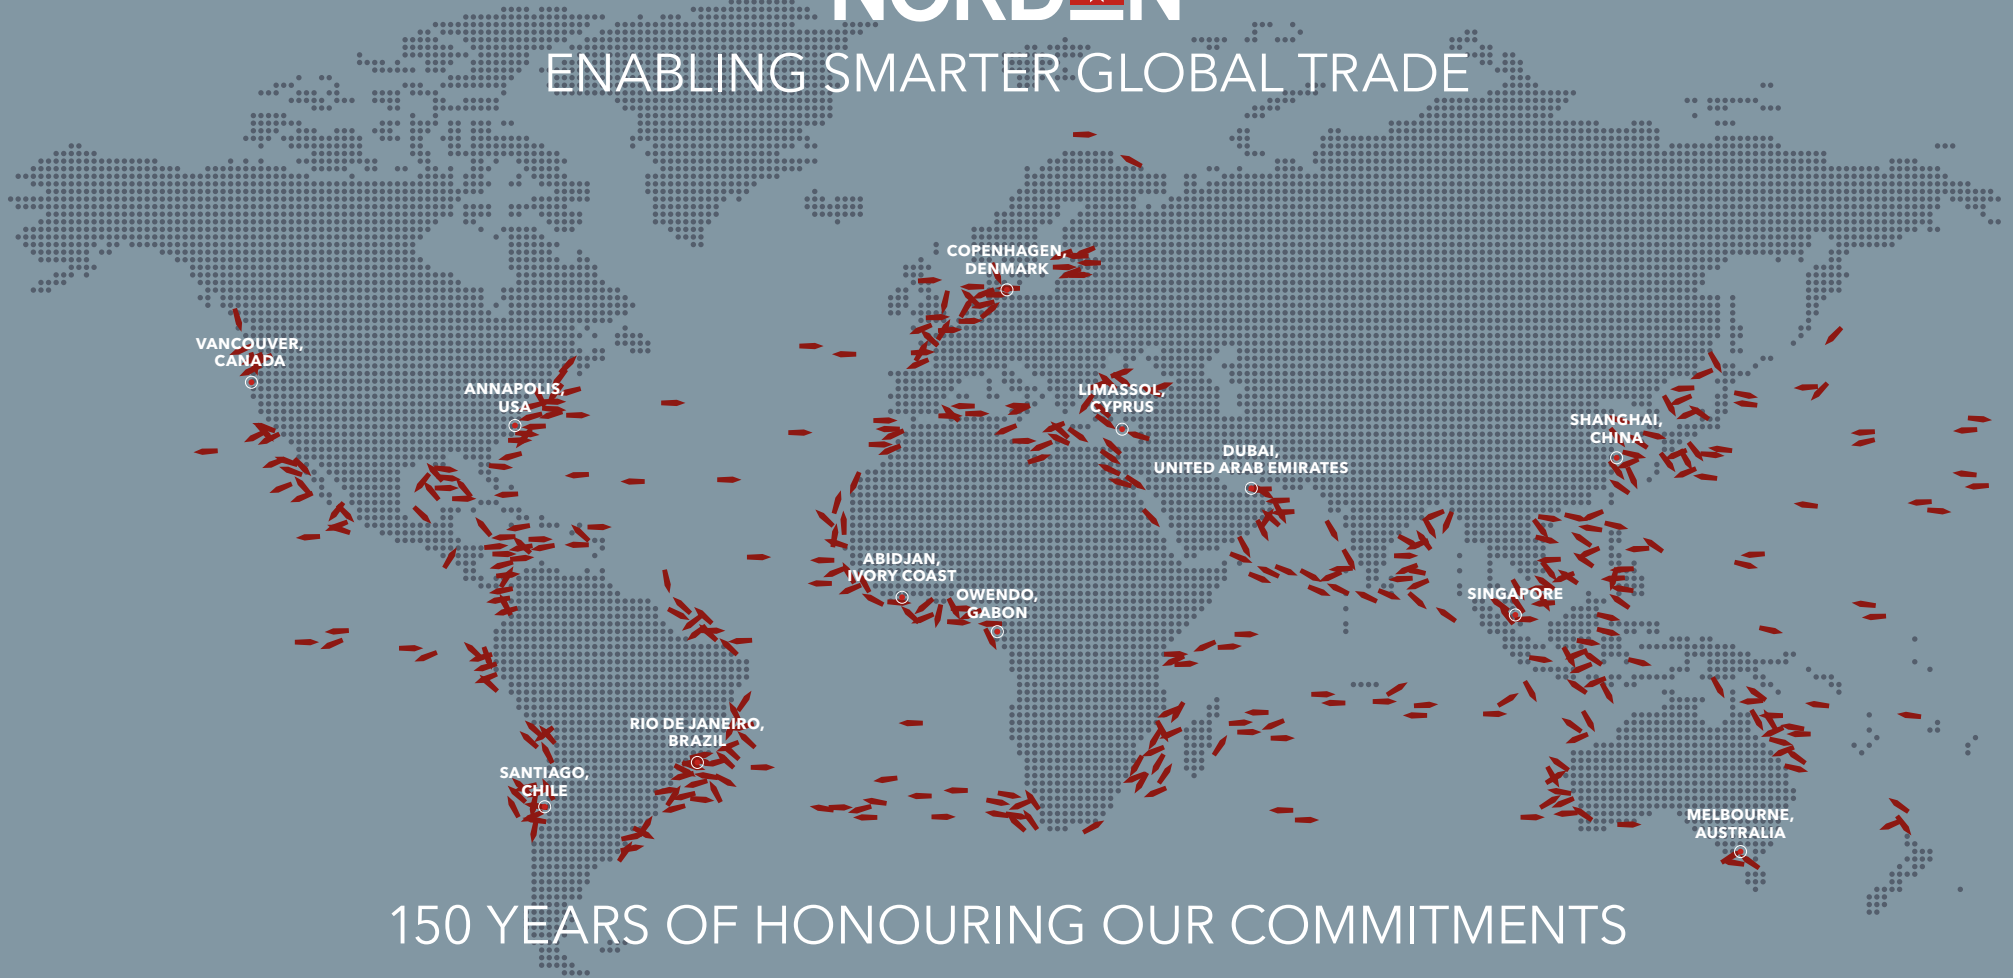 NORDEN
ENABLING SMARTER GLOBAL TRADE
COPENHAGEN,
DENMARK
VANCOUVER,
CANADA
ANNAPOLIS,
USA
LIMASSOL,
CYPRUS
SHANGHAI,
CHINA
DUBAI,
UNITED ARAB EMIRATES
ABIDJAN,
IVORY COAST
OWENDO,
GABON
SINGAPORE
RIO DE JANEIRO,
BRAZIL
SANTIAGO,
CHILE
MELBOURNE,
AUSTRALIA
150 YEARS OF HONOURING OUR COMMITMENTS